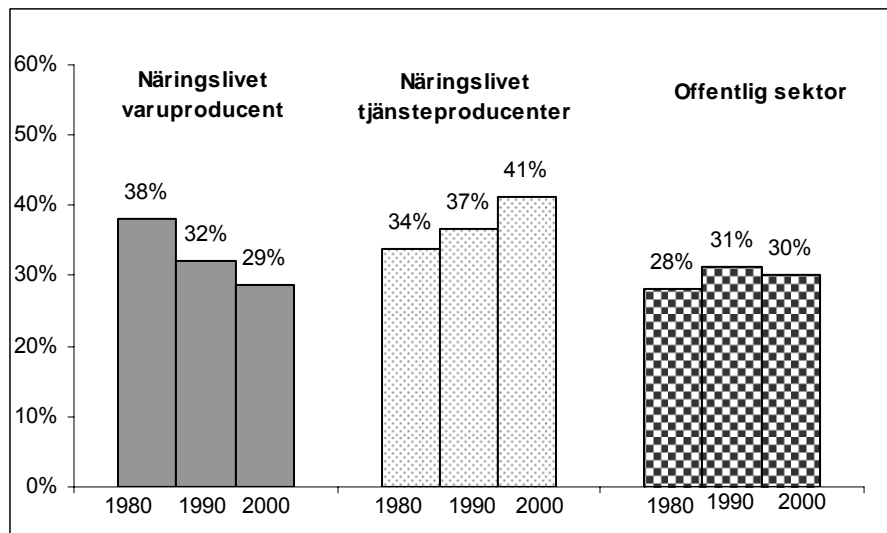 60%
50%
40%
30%
20%
10%
0%
Näringslivet
varuproducent
38%
32%
29%
1980 1990 2000
Näringslivet
tjänsteproducenter
34%
37%
41%
1980 1990 2000
Offentlig sektor
28%
31%
30%
1980 1990 2000